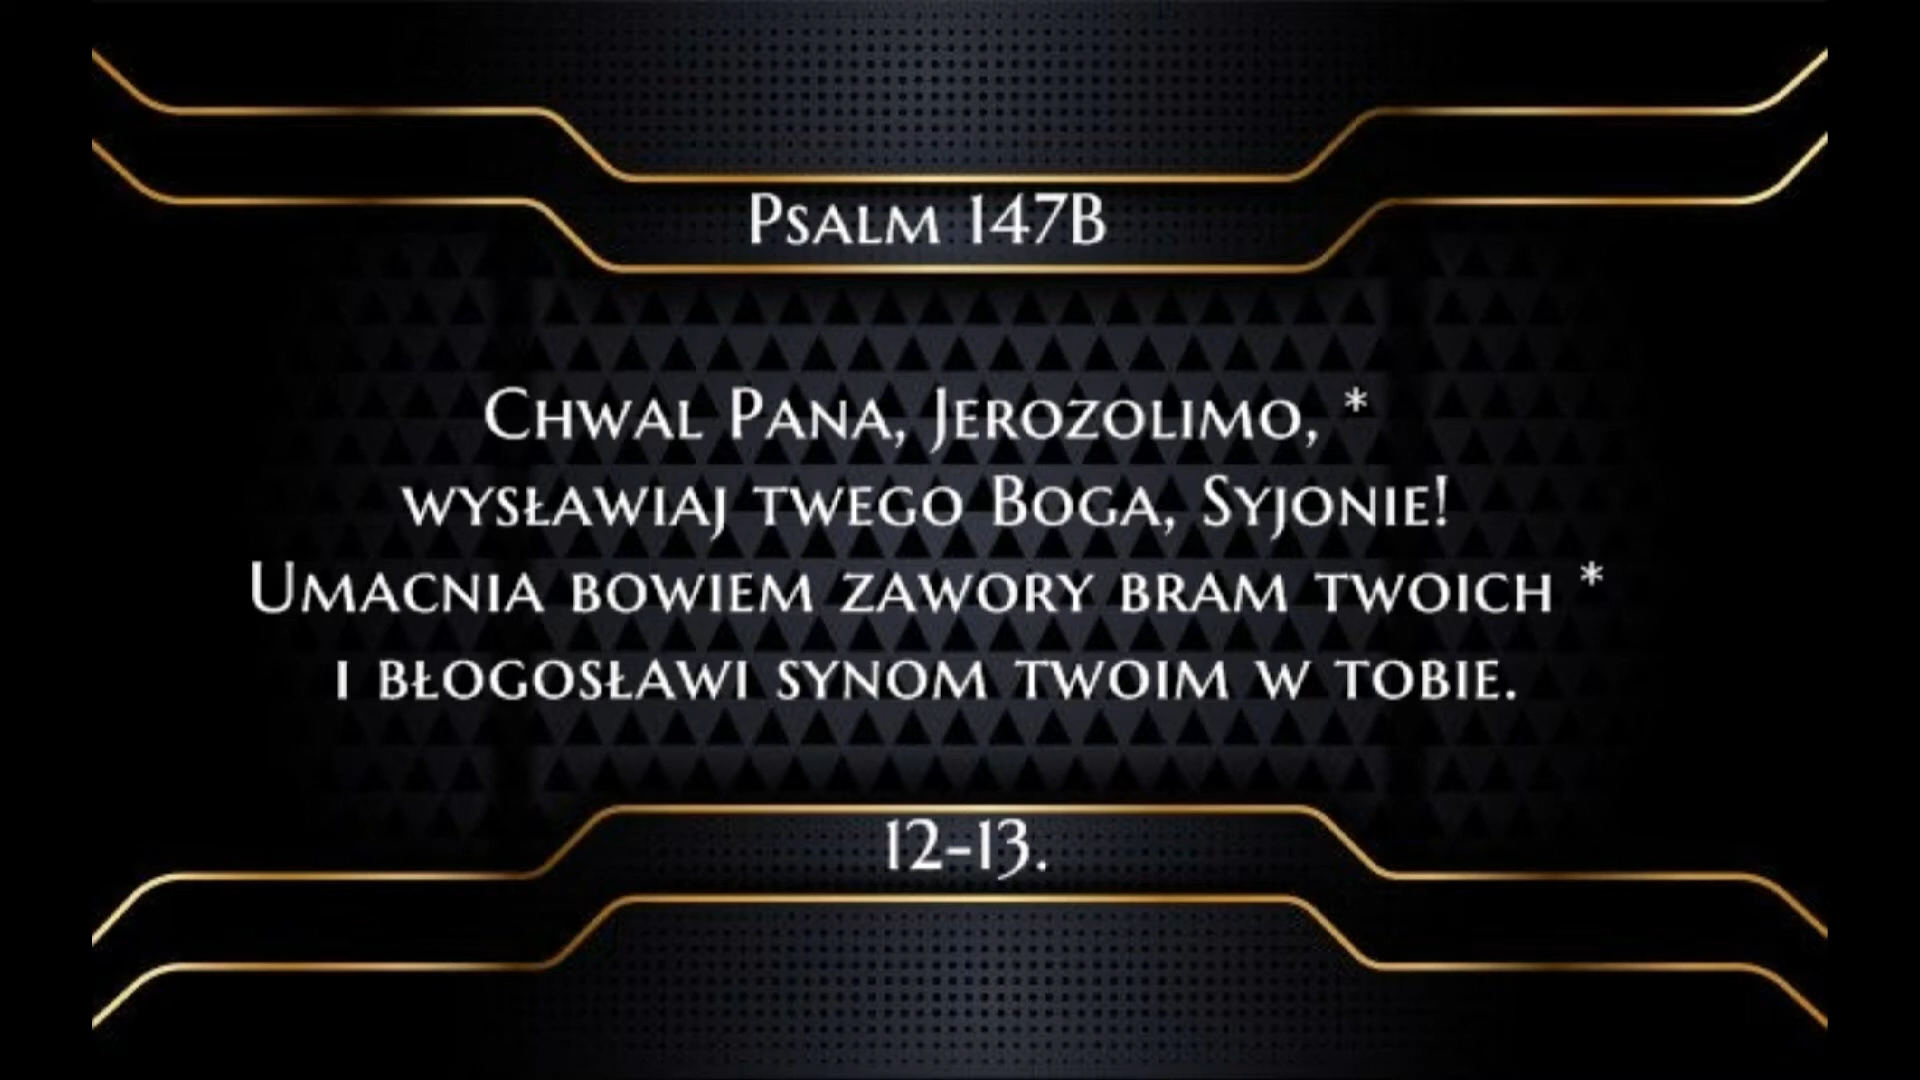 Psalm 147B
Chwal Pana, Jerozolimo, *
wysławiaj twego Boga, Syjonie!
Umacnia bowiem zawory bram twoich *
i błogosławi synom twoim w tobie.
12-13.